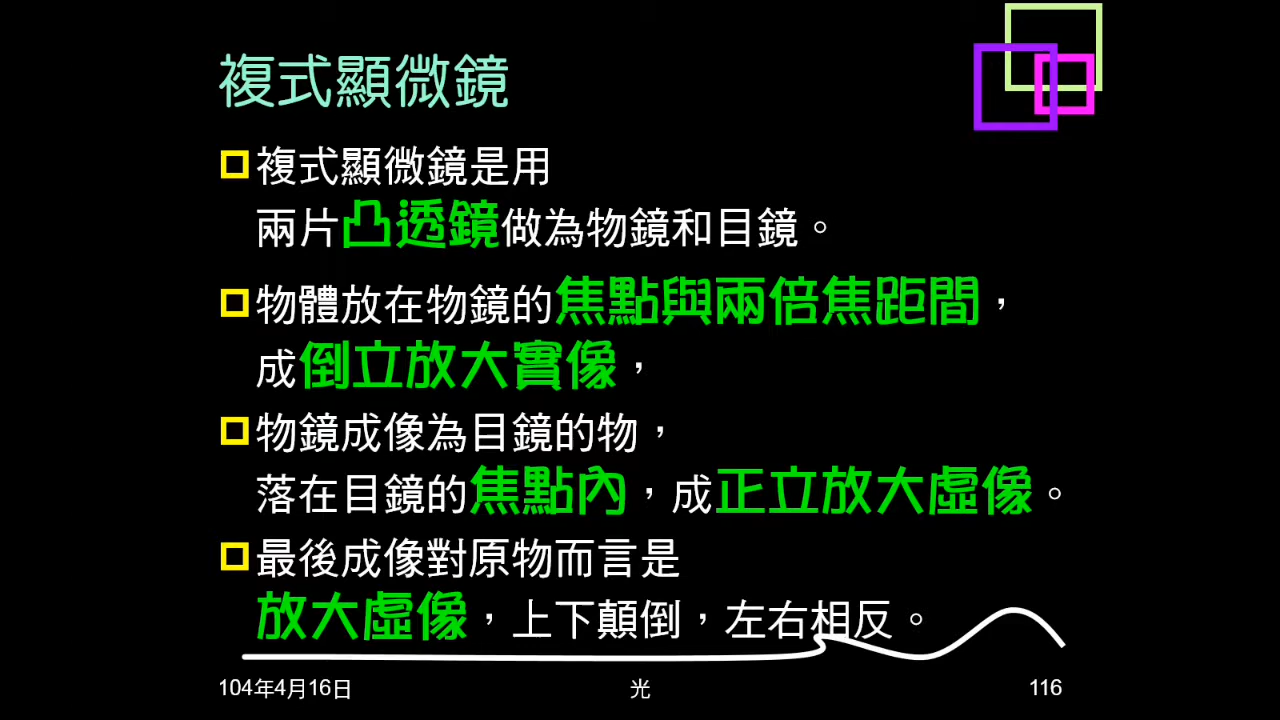 複式顯微鏡
複式顯微鏡是用
兩片凸透鏡做為物鏡和目鏡。
物體放在物鏡的焦點與兩倍焦距間，
成倒立放大實像，
物鏡成像為目鏡的物，
落在目鏡的焦點內，成正立放大虛像。
最後成像對原物而言是
放大虛像，上下顛倒，左右相反。
104年4月16日
光
116